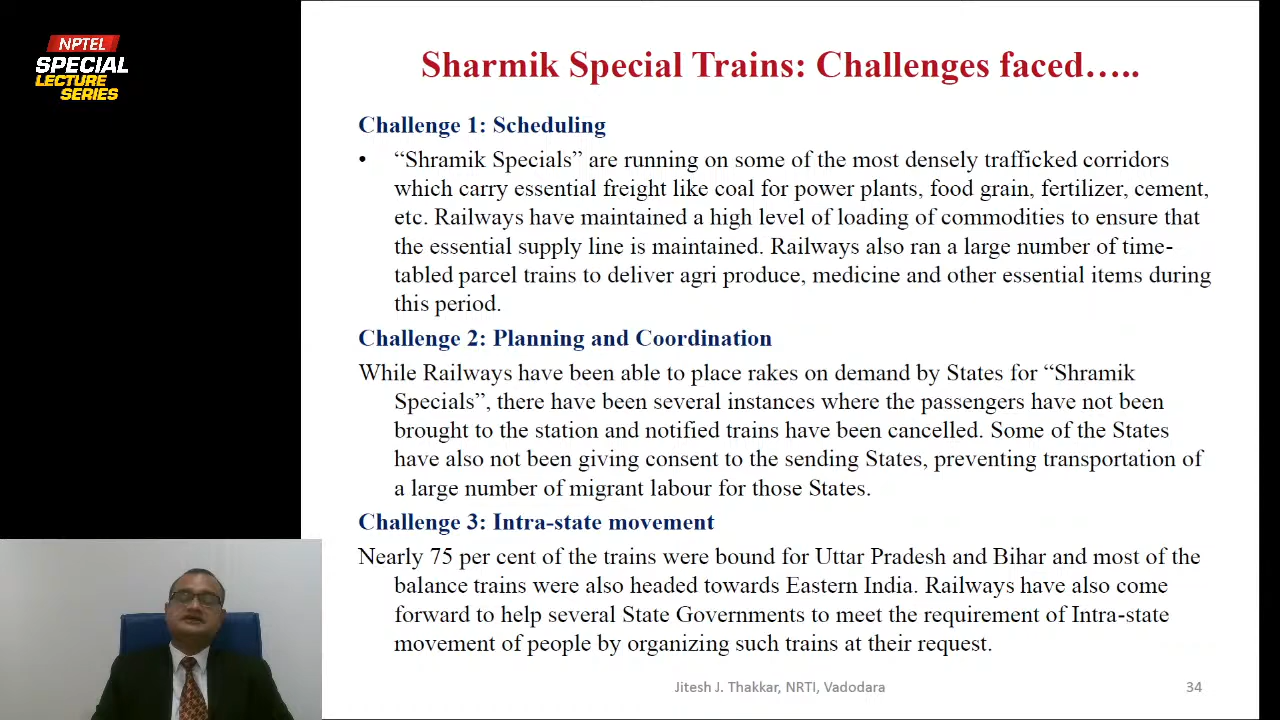 NPTEL
SPECIAL
LECTURE
SERIES
Sharmik Special Trains: Challenges faced…..
Challenge 1: Scheduling
• “Shramik Specials” are running on some of the most densely trafficked corridors
which carry essential freight like coal for power plants, food grain, fertilizer, cement,
etc. Railways have maintained a high level of loading of commodities to ensure that
the essential supply line is maintained. Railways also ran a large number of time-
tabled parcel trains to deliver agri produce, medicine and other essential items during
this period.
Challenge 2: Planning and Coordination
While Railways have been able to place rakes on demand by States for “Shramik
Specials”, there have been several instances where the passengers have not been
brought to the station and notified trains have been cancelled. Some of the States
have also not been giving consent to the sending States, preventing transportation of
a large number of migrant labour for those States.
Challenge 3: Intra-state movement
Nearly 75 per cent of the trains were bound for Uttar Pradesh and Bihar and most of the
balance trains were also headed towards Eastern India. Railways have also come
forward to help several State Governments to meet the requirement of Intra-state
movement of people by organizing such trains at their request.
Jitesh J. Thakkar, NRTI, Vadodara
34